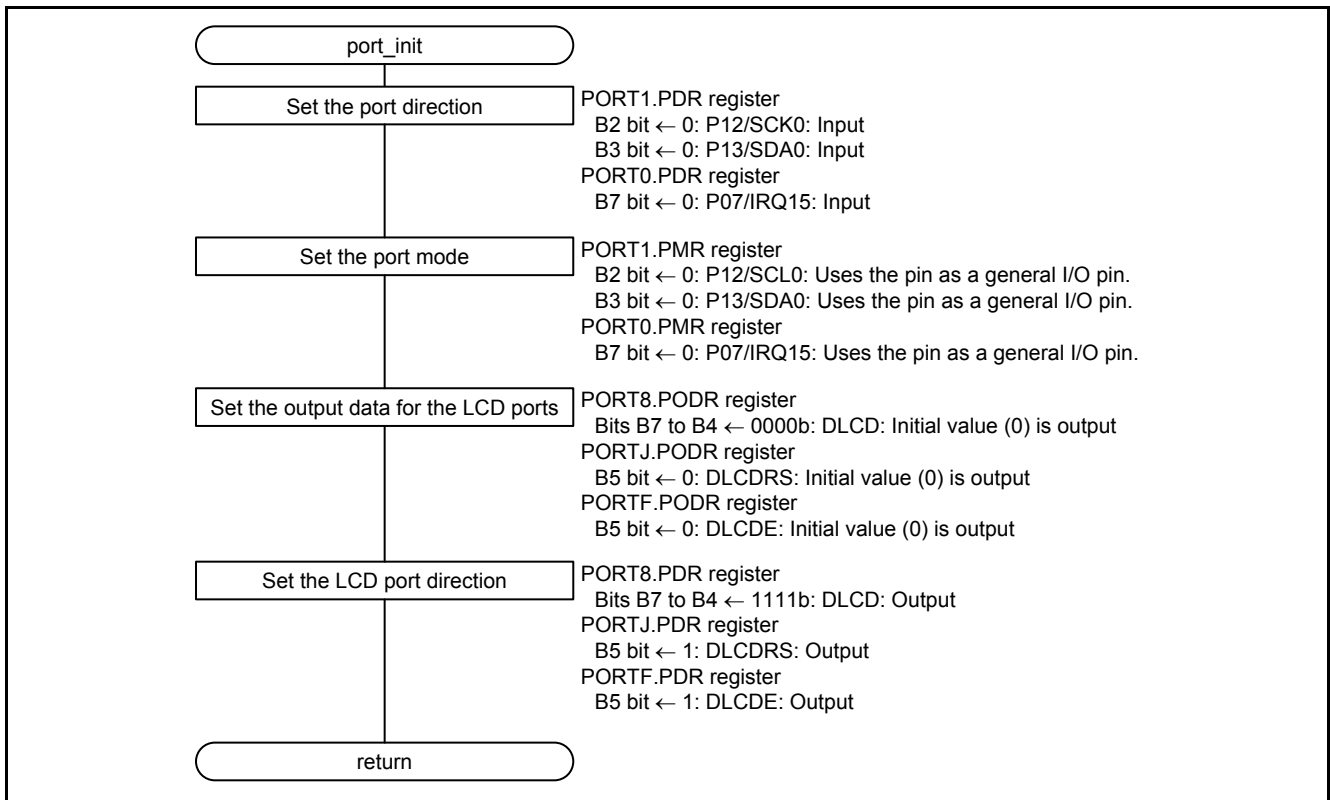 port_init
Set the port direction
PORT1.PDR register
B2 bit ← 0: P12/SCK0: Input
B3 bit ← 0: P13/SDA0: Input
PORT0.PDR register
B7 bit ← 0: P07/IRQ15: Input
Set the port mode
PORT1.PMR register
B2 bit ← 0: P12/SCL0: Uses the pin as a general I/O pin.
B3 bit ← 0: P13/SDA0: Uses the pin as a general I/O pin.
PORT0.PMR register
B7 bit ← 0: P07/IRQ15: Uses the pin as a general I/O pin.
Set the output data for the LCD ports
PORT8.PODR register
Bits B7 to B4 ← 0000b: DLCD: Initial value (0) is output
PORTJ.PODR register
B5 bit ← 0: DLCDRS: Initial value (0) is output
PORTF.PODR register
B5 bit ← 0: DLCDE: Initial value (0) is output
Set the LCD port direction
PORT8.PDR register
Bits B7 to B4 ← 1111b: DLCD: Output
PORTJ.PDR register
B5 bit ← 1: DLCDRS: Output
PORTF.PDR register
B5 bit ← 1: DLCDE: Output
return